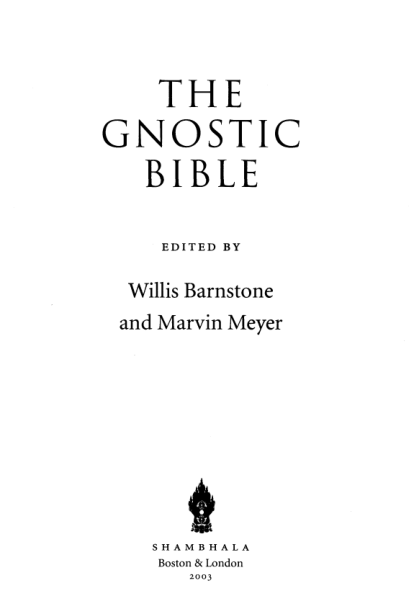 THE
GNOSTIC
BIBLE
EDITED BY
Willis Barnstone
and Marvin Meyer
SHAMBHALA
Boston & London
2003